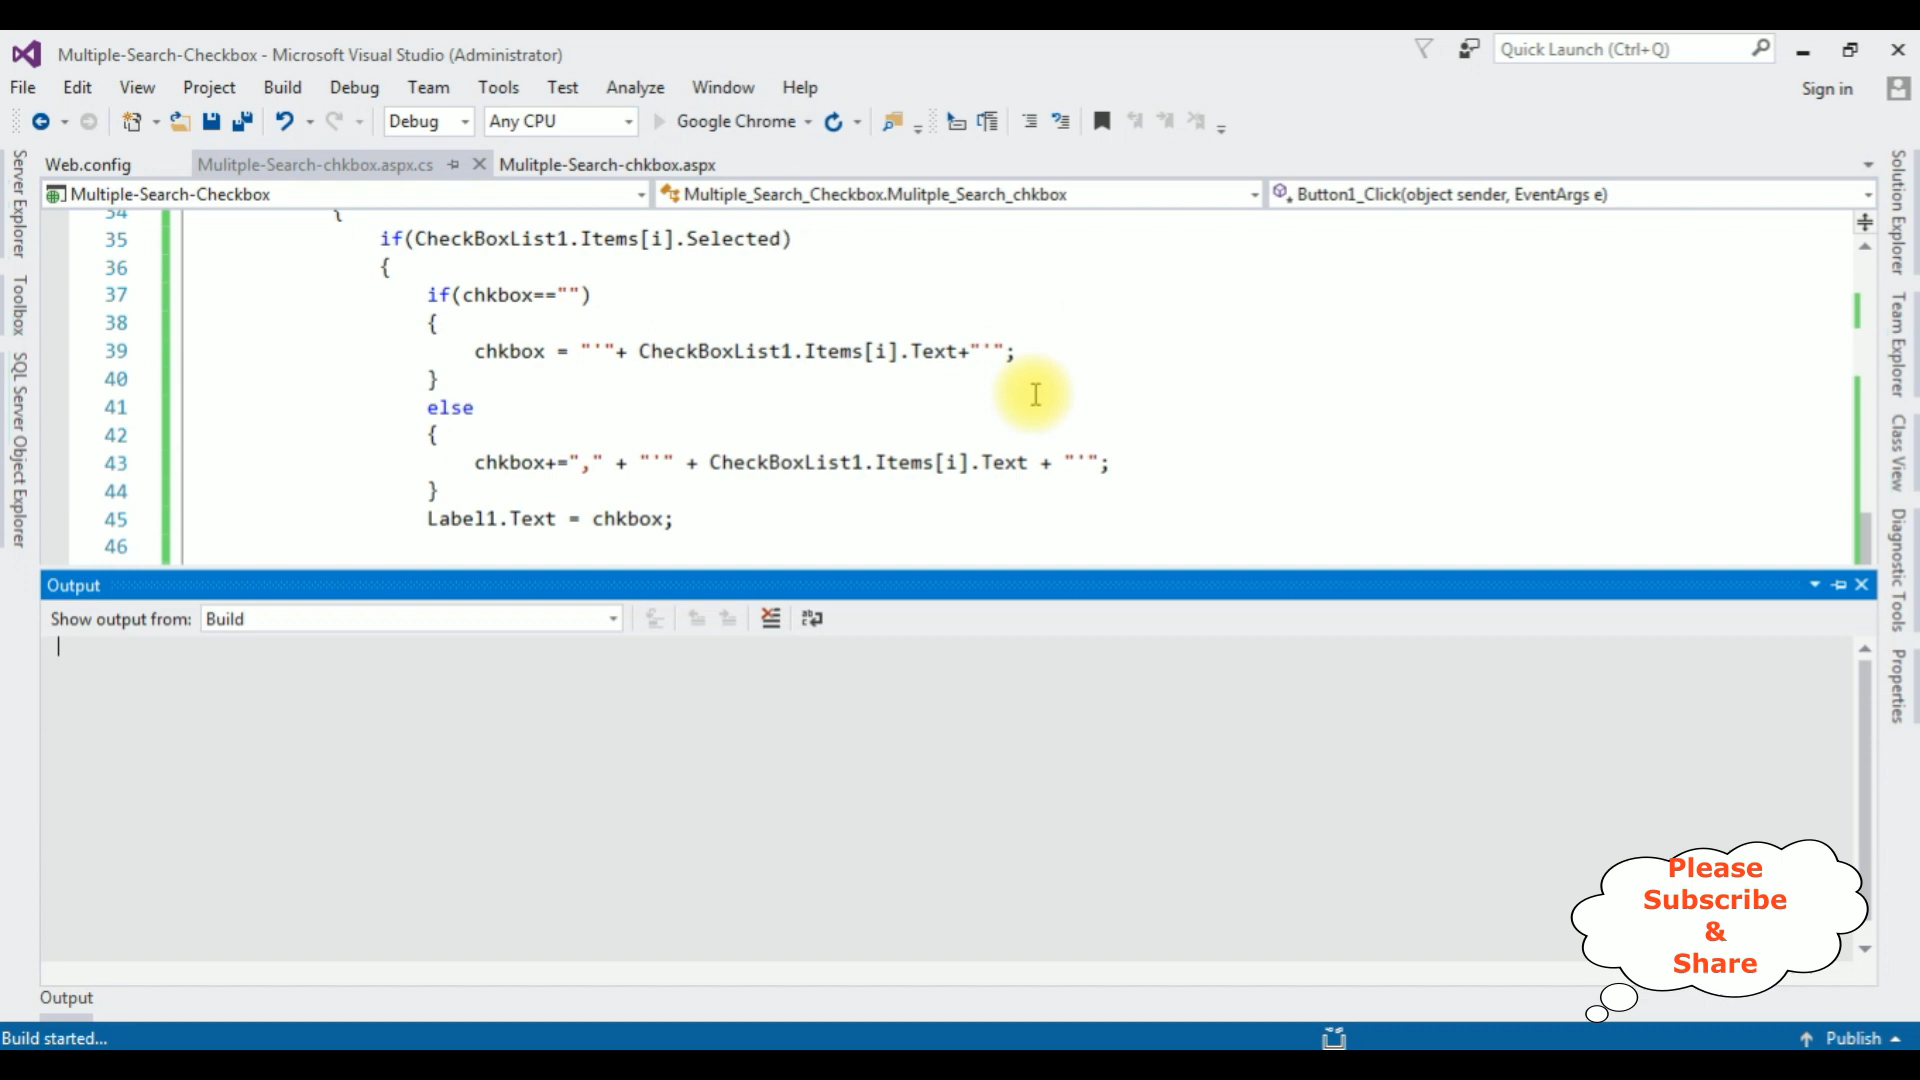 Multiple-Search-Checkbox - Microsoft Visual Studio (Administrator)
Quick Launch (Ctrl+Q)
File Edit View Project Build Debug Team Tools Test Analyze Window Help
Sign in
Debug Any CPU Google Chrome
Web.config Mulitple-Search-chkbox.aspx.cs Mulitple-Search-chkbox.aspx
Multiple-Search-Checkbox Multiple_Search_Checkbox.Mulitple_Search_chkbox Button1_Click(object sender, EventArgs e)
34 {
35 if(CheckBoxList1.Items[i].Selected)
36 {
37 if(chkbox=="")
38 {
39 chkbox = "'"+ CheckBoxList1.Items[i].Text+"'";
40 }
41 else
42 {
43 chkbox+="," + "'" + CheckBoxList1.Items[i].Text + "'";
44 }
45 Label1.Text = chkbox;
46
Server Explorer
Toolbox
SQL Server Object Explorer
Solution Explorer
Team Explorer
Class View
Diagnostic Tools
Properties
Output
Show output from: Build
Please
Subscribe
&
Share
Output
Build started...
Publish